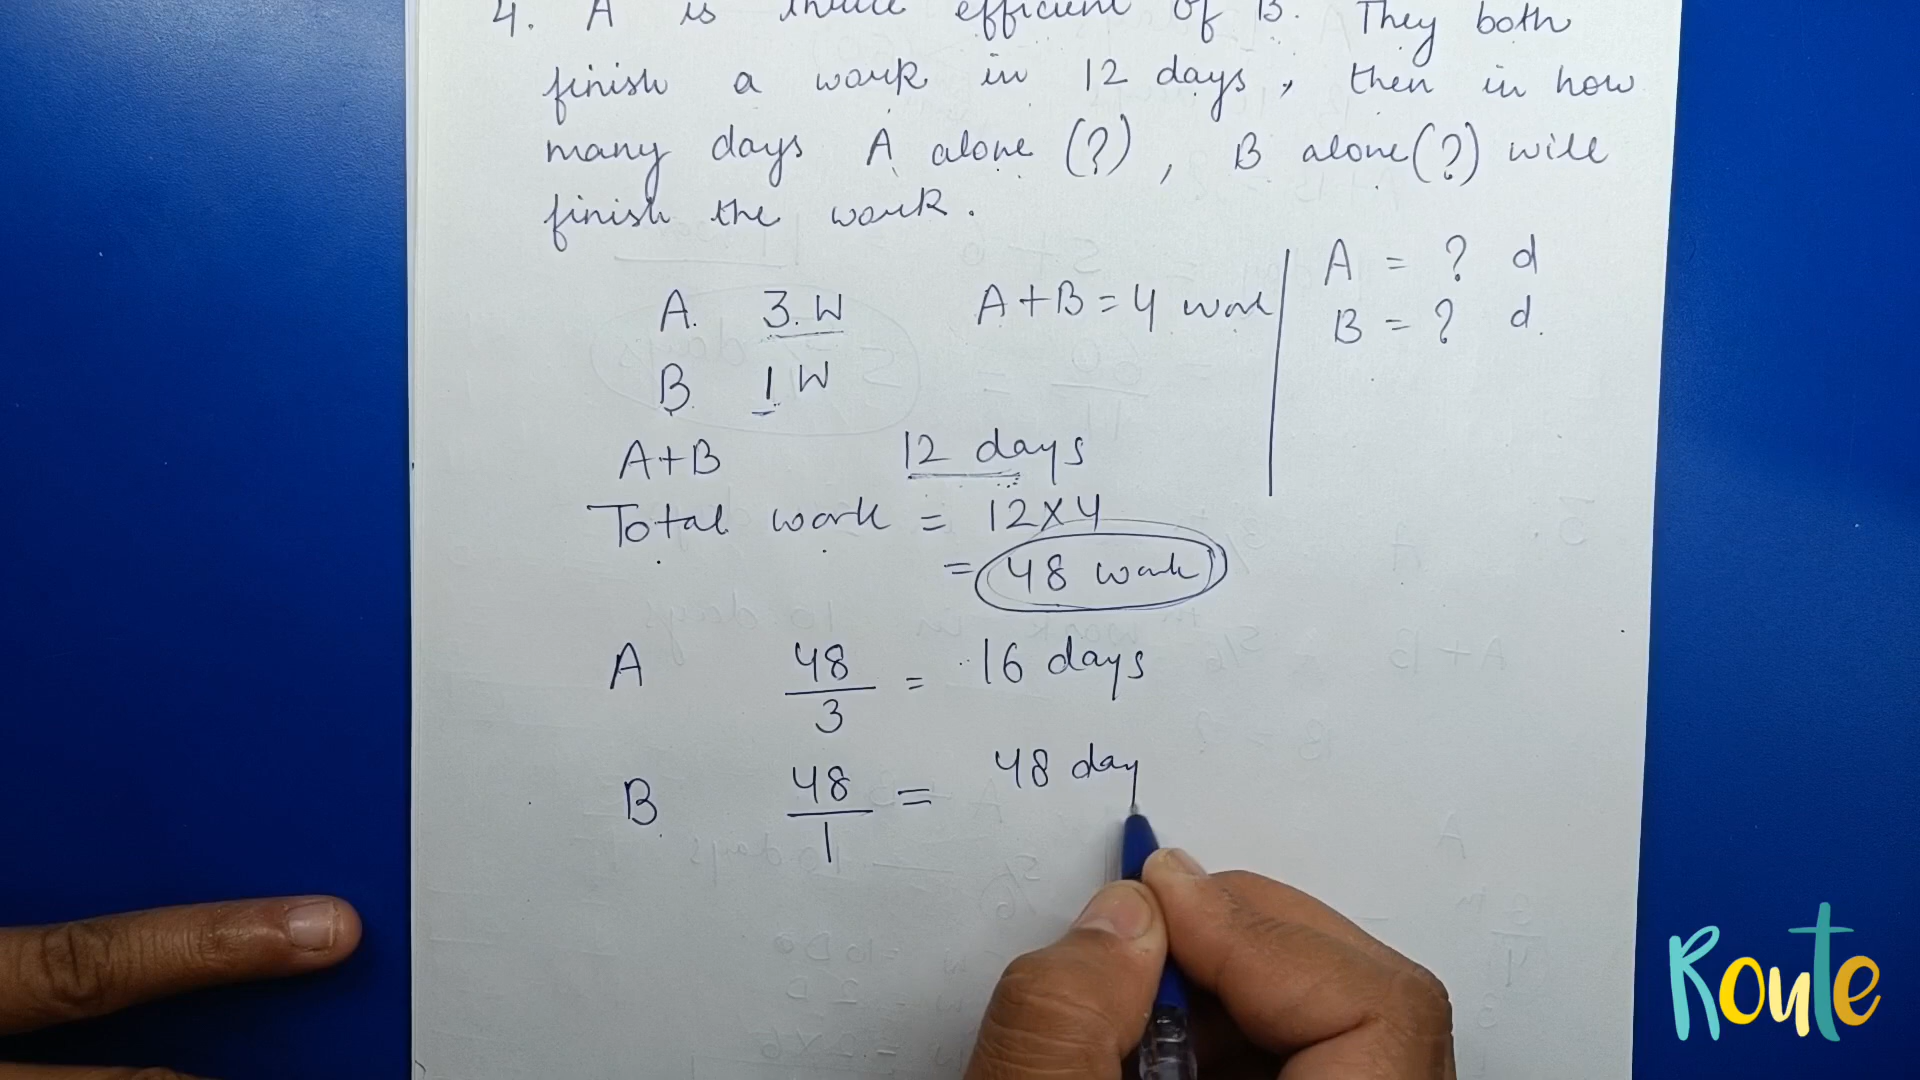 4. A is thrice efficient of B. They both
finish a work in 12 days, then in how
many days A alone (?), B alone (?) will
finish the work.
A. 3. W
A+B = 4 work
A = ? d
B = ? d.
B. 1 W
A+B 12 days
Total work = 12x4
= 48 work
A 48/3 = 16 days
B. 48/1 = 48 day
Route